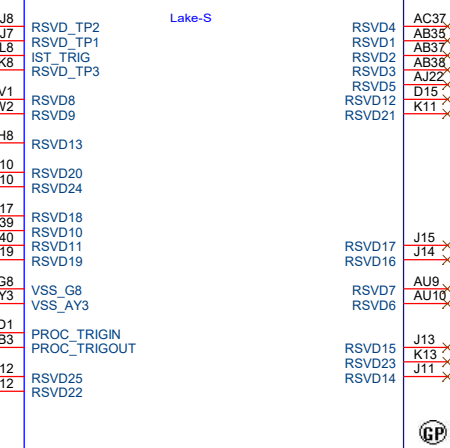 Lake-S
J8 RSVD_TP2 RSVD4 AC37
J7 RSVD_TP1 RSVD1 AB35
L8 IST_TRIG RSVD2 AB37
K8 RSVD_TP3 RSVD3 AB38
RSVD5 AJ22
V1 RSVD8 RSVD12 D15
W2 RSVD9 RSVD21 K11
H8 RSVD13
10 RSVD20
10 RSVD24
17 RSVD18
39 RSVD10
40 RSVD11 RSVD17 J15
19 RSVD19 RSVD16 J14
G8 VSS_G8 RSVD7 AU9
Y3 VSS_AY3 RSVD6 AU10
D1 PROC_TRIGIN
B3 PROC_TRIGOUT RSVD15 J13
RSVD23 K13
12 RSVD25 RSVD14 J11
12 RSVD22
GP